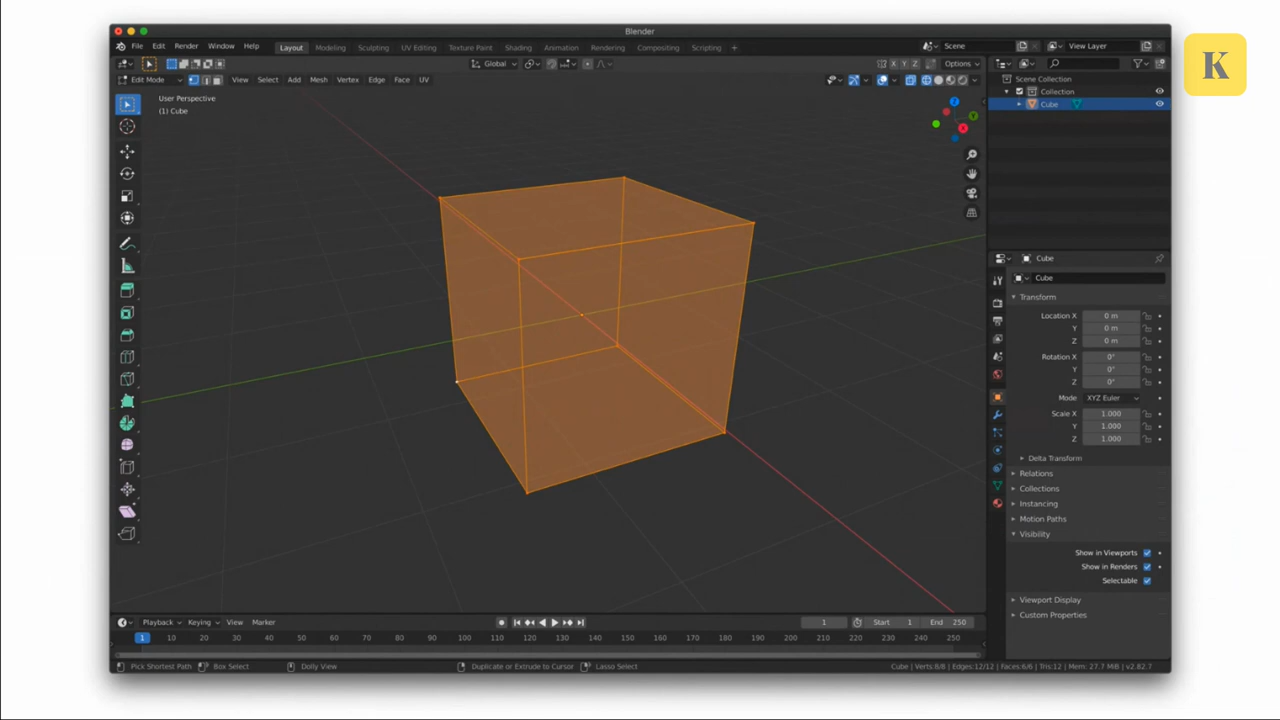 Blender
K
File Edit Render Window Help Layout Modeling Sculpting UV Editing Texture Paint Shading Animation Rendering Compositing Scripting + Scene View Layer
Global Options
X Y Z
Edit Mode View Select Add Mesh Vertex Edge Face UV
User Perspective
(1) Cube
Z
Y
X
Scene Collection
Collection
Cube
Cube
Cube
Transform
Location X 0 m
Y 0 m
Z 0 m
Rotation X 0°
Y 0°
Z 0°
Mode XYZ Euler
Scale X 1.000
Y 1.000
Z 1.000
Delta Transform
Relations
Collections
Instancing
Motion Paths
Visibility
Show in Viewports
Show in Renders
Selectable
Viewport Display
Custom Properties
Playback Keying View Marker 1 Start 1 End 250
1 10 20 30 40 50 60 70 80 90 100 110 120 130 140 150 160 170 180 190 200 210 220 230 240 250
Pick Shortest Path Box Select Dolly View Duplicate or Extrude to Cursor Lasso Select Cube | Verts:8/8 | Edges:12/12 | Faces:6/6 | Tris:12 | Mem: 27.7 MiB | v2.82.7